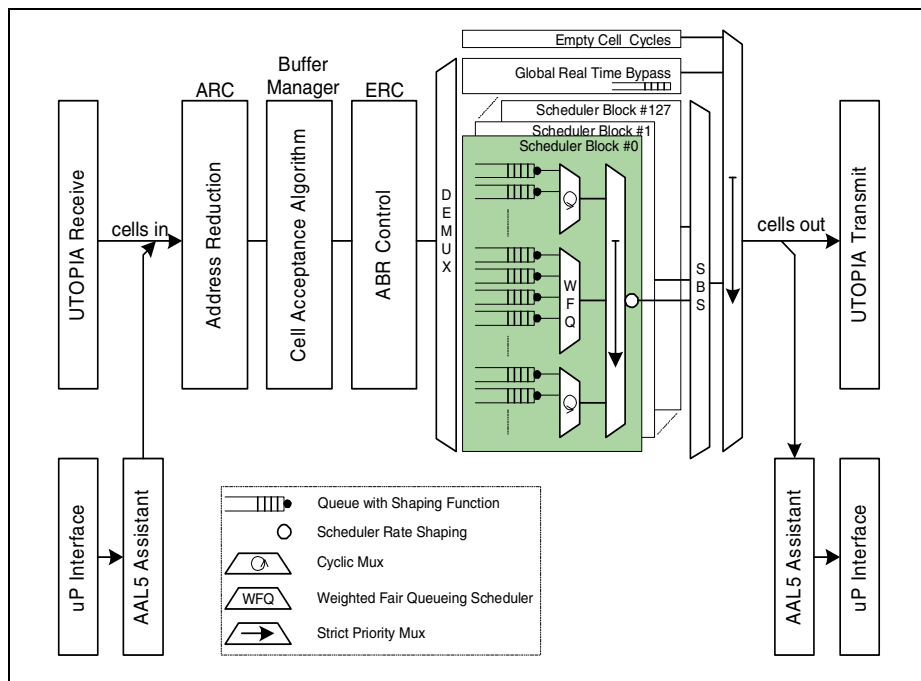 Empty Cell Cycles
Buffer
Manager
Global Real Time Bypass
ARC
ERC
Scheduler Block #127
Scheduler Block #1
Scheduler Block #0
UTOPIA Receive
cells in
Address Reduction
Cell Acceptance Algorithm
ABR Control
DEMUX
WFQ
SBS
cells out
UTOPIA Transmit
uP Interface
AAL5 Assistant
Queue with Shaping Function
Scheduler Rate Shaping
Cyclic Mux
WFQ
Weighted Fair Queueing Scheduler
Strict Priority Mux
AAL5 Assistant
uP Interface